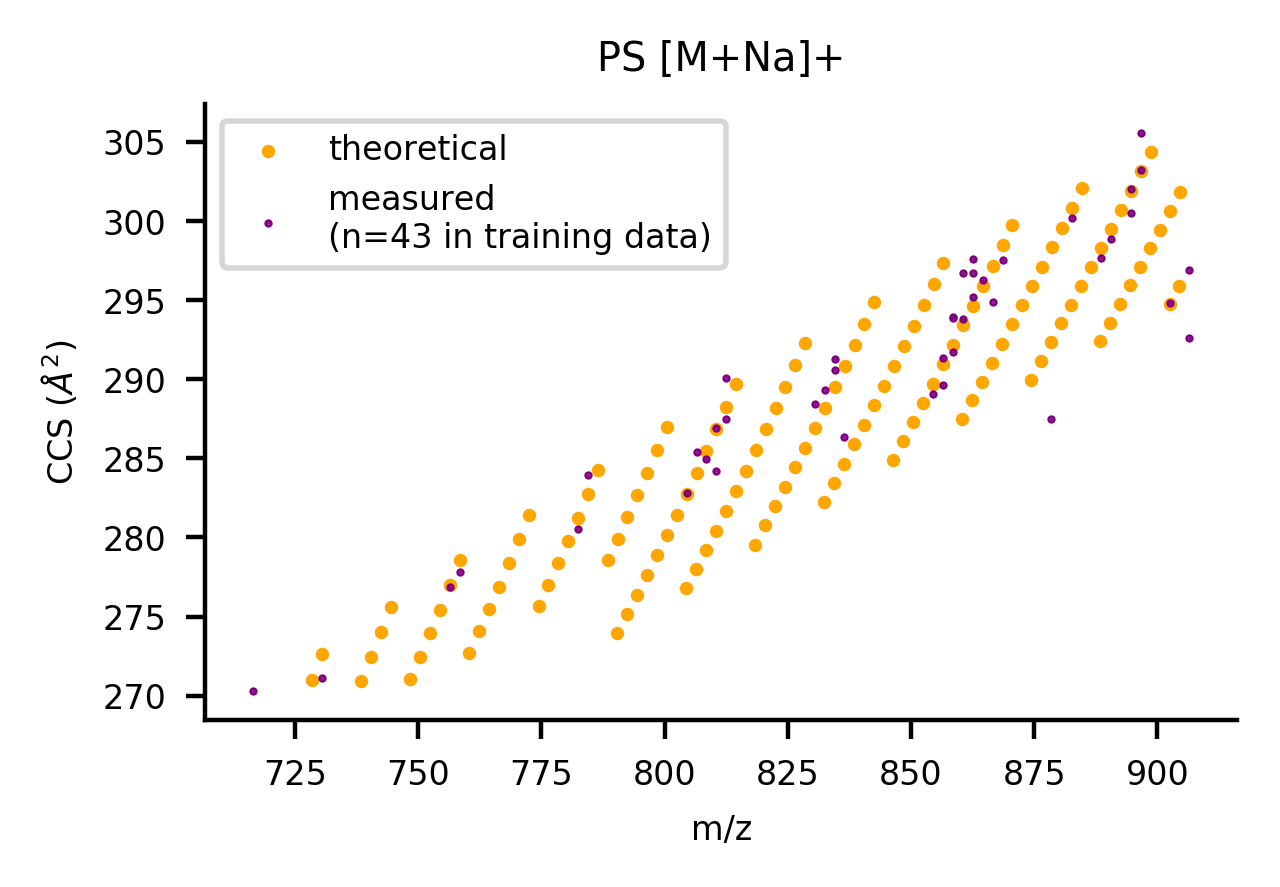 PS [M+Na]+
theoretical
measured
(n=43 in training data)
305
300
295
290
285
280
275
270
CCS (Å²)
725 750 775 800 825 850 875 900
m/z